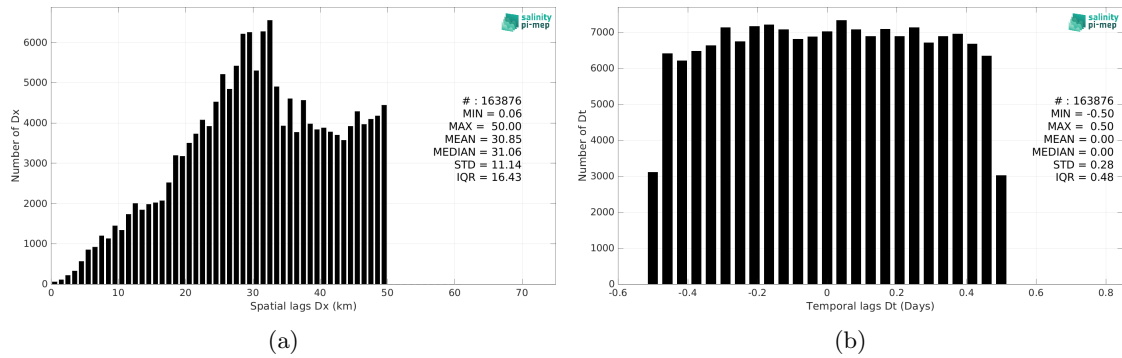 salinity
pi-mep
Number of Dx
6000
5000
4000
3000
2000
1000
0
# : 163876
MIN = 0.06
MAX = 50.00
MEAN = 30.85
MEDIAN = 31.06
STD = 11.14
IQR = 16.43
0 10 20 30 40 50 60 70
Spatial lags Dx (km)
(a)
salinity
pi-mep
Number of Dt
7000
6000
5000
4000
3000
2000
1000
0
# : 163876
MIN = -0.50
MAX = 0.50
MEAN = 0.00
MEDIAN = 0.00
STD = 0.28
IQR = 0.48
-0.6 -0.4 -0.2 0 0.2 0.4 0.6 0.8
Temporal lags Dt (Days)
(b)